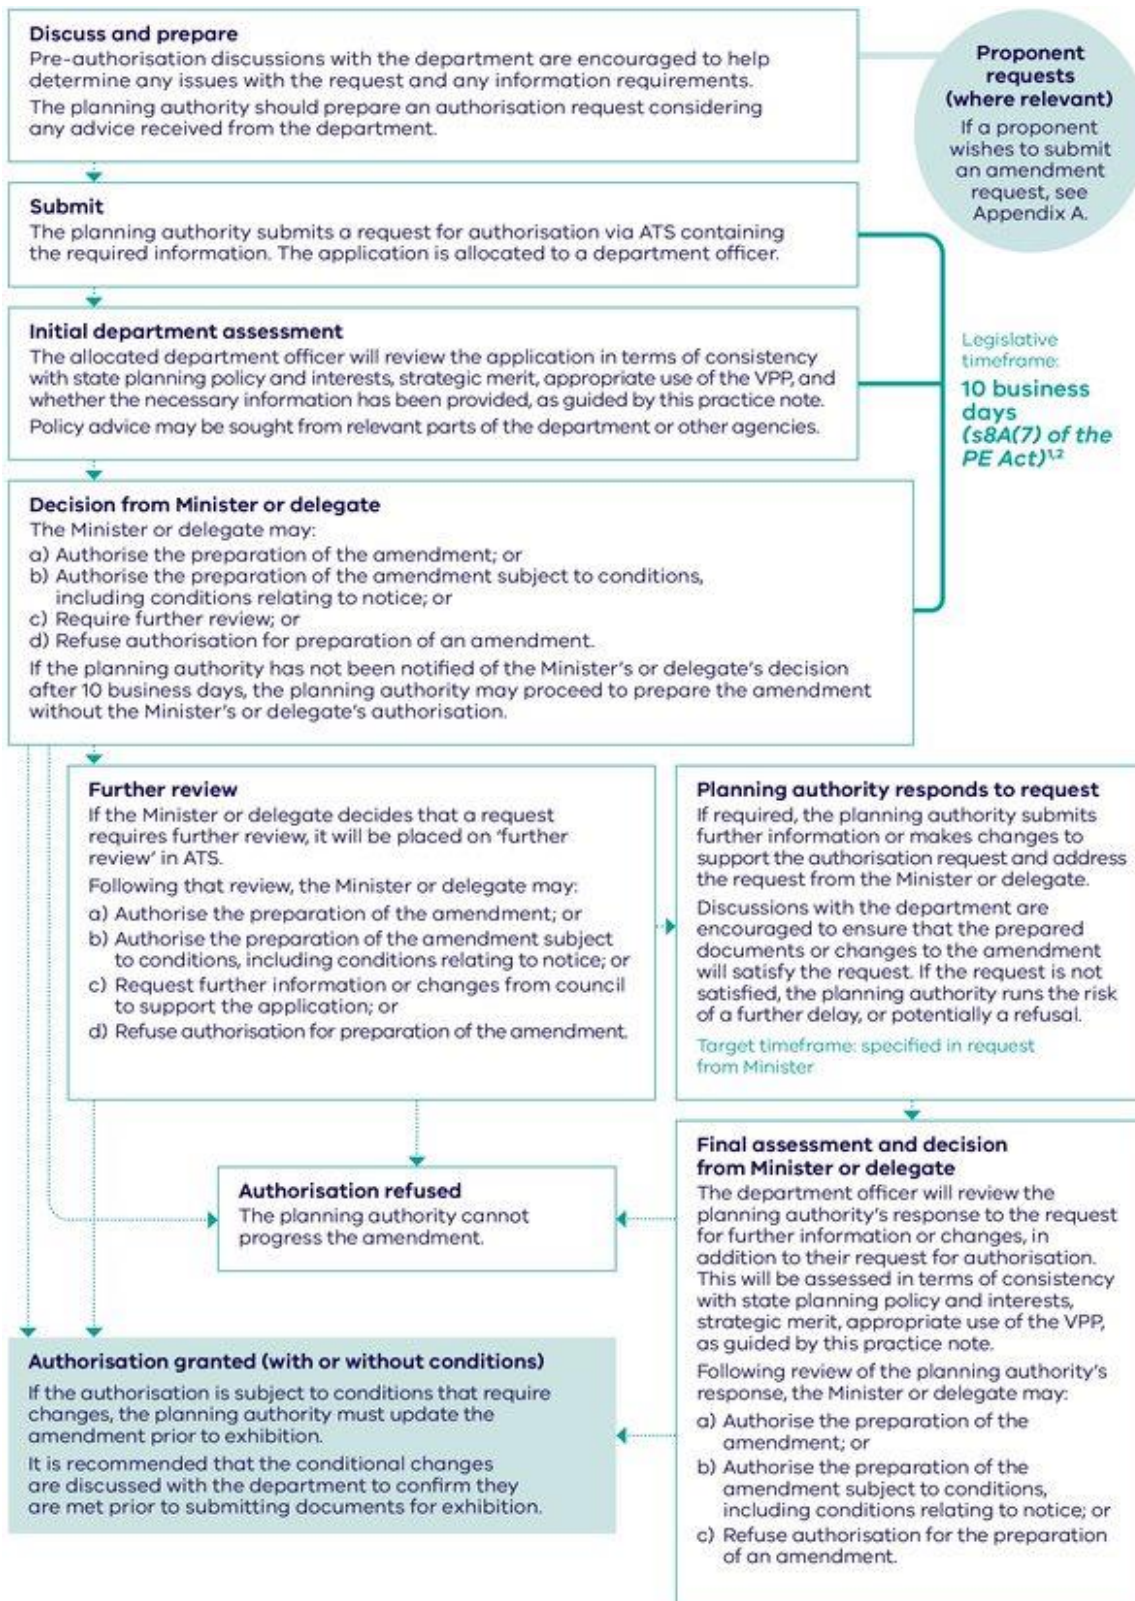 Discuss and prepare
Pre-authorisation discussions with the department are encouraged to help
determine any issues with the request and any information requirements.
The planning authority should prepare an authorisation request considering
any advice received from the department.
Proponent
requests
(where relevant)
If a proponent
wishes to submit
an amendment
request, see
Appendix A.
Submit
The planning authority submits a request for authorisation via ATS containing
the required information. The application is allocated to a department officer.
Initial department assessment
The allocated department officer will review the application in terms of consistency
with state planning policy and interests, strategic merit, appropriate use of the VPP, and
whether the necessary information has been provided, as guided by this practice note.
Policy advice may be sought from relevant parts of the department or other agencies.
Legislative
timeframe:
10 business
days
(s8A(7) of the
PE Act)1,2
Decision from Minister or delegate
The Minister or delegate may:
a) Authorise the preparation of the amendment; or
b) Authorise the preparation of the amendment subject to conditions,
including conditions relating to notice; or
c) Require further review; or
d) Refuse authorisation for preparation of an amendment.
If the planning authority has not been notified of the Minister's or delegate's decision
after 10 business days, the planning authority may proceed to prepare the amendment
without the Minister's or delegate's authorisation.
Further review
If the Minister or delegate decides that a request
requires further review, it will be placed on 'further
review' in ATS.
Following that review, the Minister or delegate may:
a) Authorise the preparation of the amendment; or
b) Authorise the preparation of the amendment subject
to conditions, including conditions relating to notice; or
c) Request further information or changes from council
to support the application; or
d) Refuse authorisation for preparation of the amendment.
Planning authority responds to request
If required, the planning authority submits
further information or makes changes to
support the authorisation request and address
the request from the Minister or delegate.
Discussions with the department are
encouraged to ensure that the prepared
documents or changes to the amendment
will satisfy the request. If the request is not
satisfied, the planning authority runs the risk
of a further delay, or potentially a refusal.
Target timeframe: specified in request
from Minister
Authorisation refused
The planning authority cannot
progress the amendment.
Final assessment and decision
from Minister or delegate
The department officer will review the
planning authority's response to the request
for further information or changes, in
addition to their request for authorisation.
This will be assessed in terms of consistency
with state planning policy and interests,
strategic merit, appropriate use of the VPP,
as guided by this practice note.
Following review of the planning authority's
response, the Minister or delegate may:
a) Authorise the preparation of the
amendment; or
b) Authorise the preparation of the
amendment subject to conditions,
including conditions relating to notice; or
c) Refuse authorisation for the preparation
of an amendment.
Authorisation granted (with or without conditions)
If the authorisation is subject to conditions that require
changes, the planning authority must update the
amendment prior to exhibition.
It is recommended that the conditional changes
are discussed with the department to confirm they
are met prior to submitting documents for exhibition.